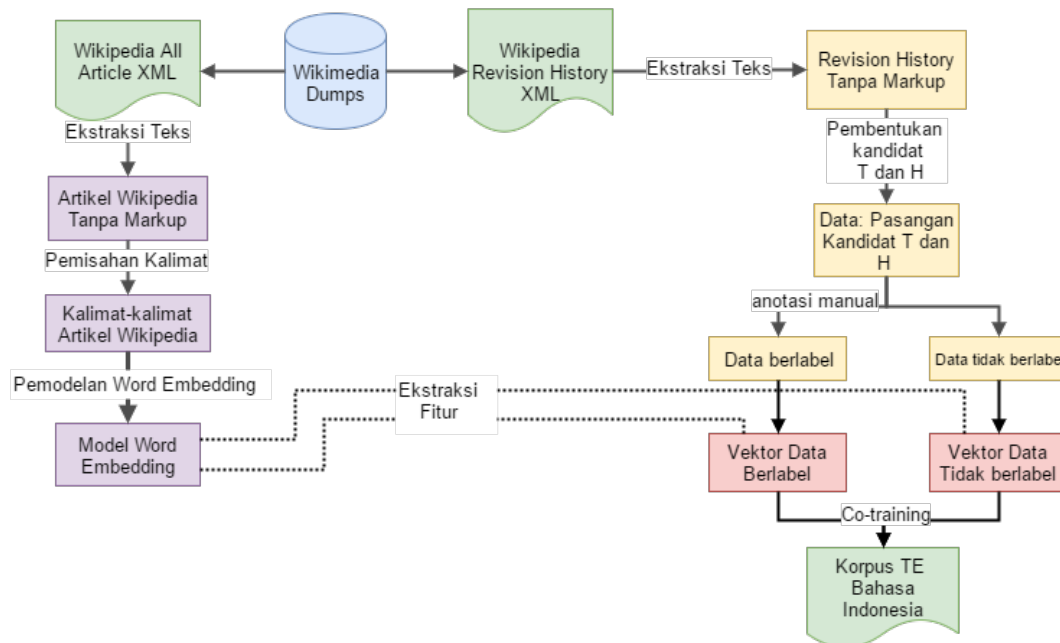 Wikipedia All
Article XML
Wikimedia
Dumps
Wikipedia
Revision History
XML
Ekstraksi Teks
Revision History
Tanpa Markup
Ekstraksi Teks
Pembentukan
kandidat
T dan H
Artikel Wikipedia
Tanpa Markup
Data: Pasangan
Kandidat T dan
H
Pemisahan Kalimat
anotasi manual
Kalimat-kalimat
Artikel Wikipedia
Data berlabel
Data tidak berlabel
Pemodelan Word Embedding
Ekstraksi
Fitur
Model Word
Embedding
Vektor Data
Berlabel
Vektor Data
Tidak berlabel
Co-training
Korpus TE
Bahasa
Indonesia